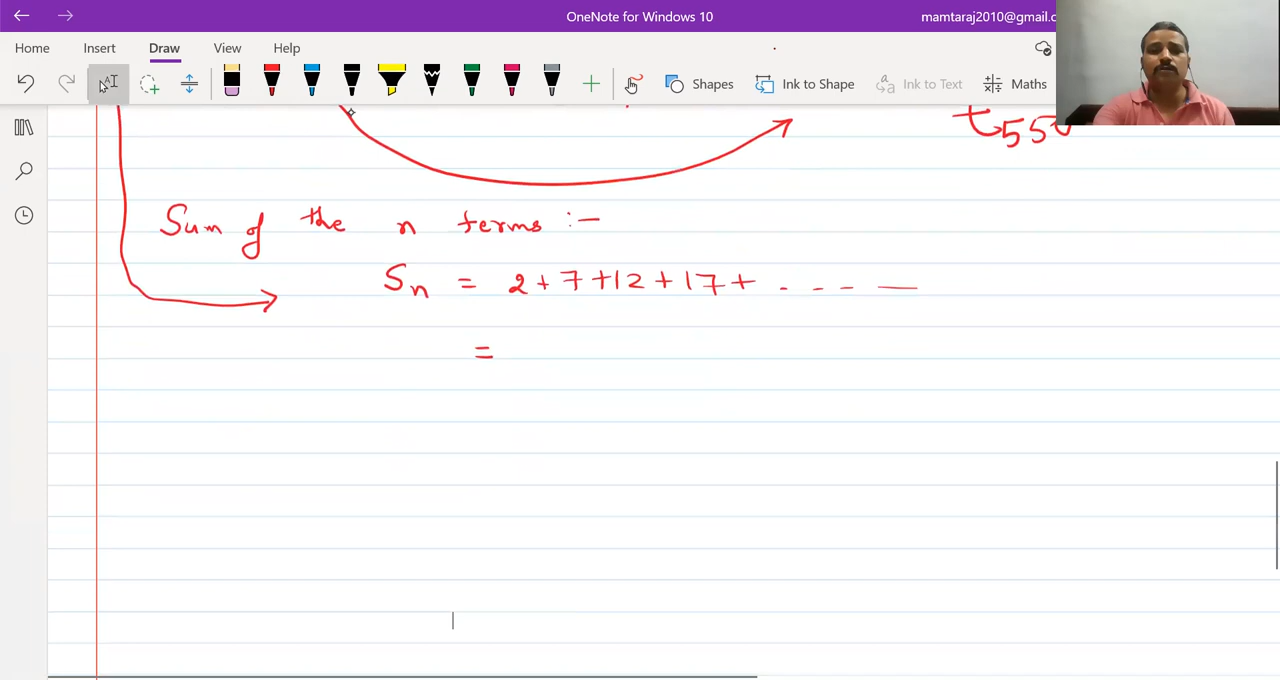 OneNote for Windows 10
mamtaraj2010@gmail.c
Home Insert Draw View Help
Shapes Ink to Shape Ink to Text Maths
t550
Sum of the n terms :-
Sn = 2+7+12+17+ . - - —
=